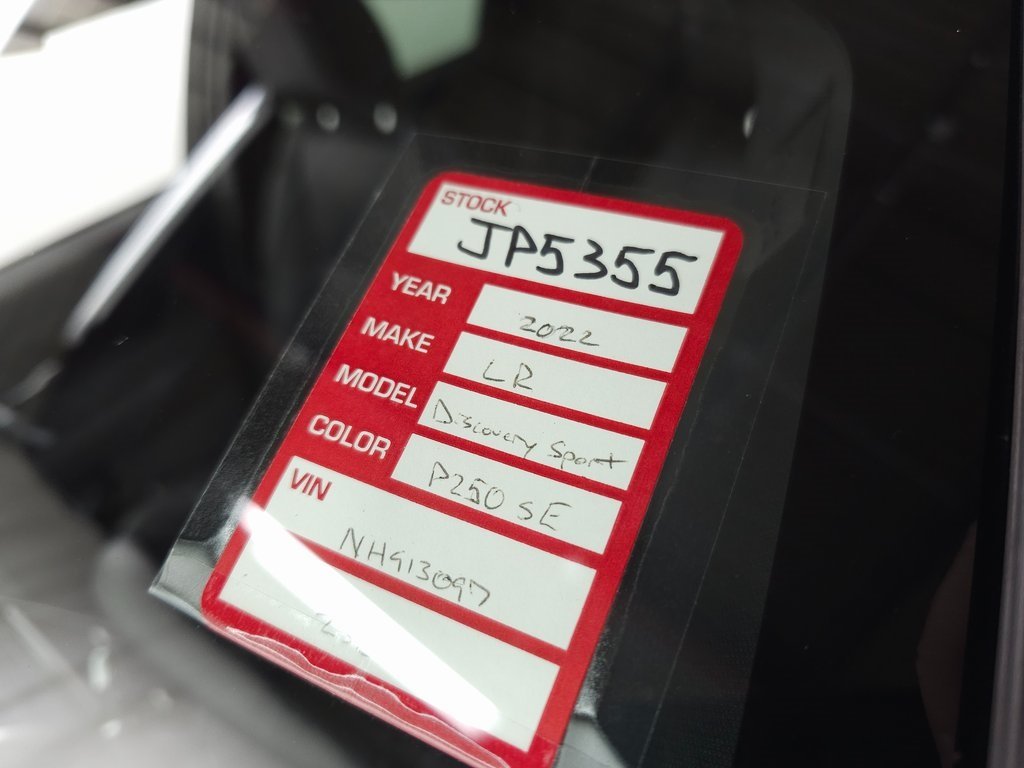 STOCK
JP5355
YEAR 2022
MAKE LR
MODEL Discovery Sport
COLOR P250 SE
VIN
NH913097